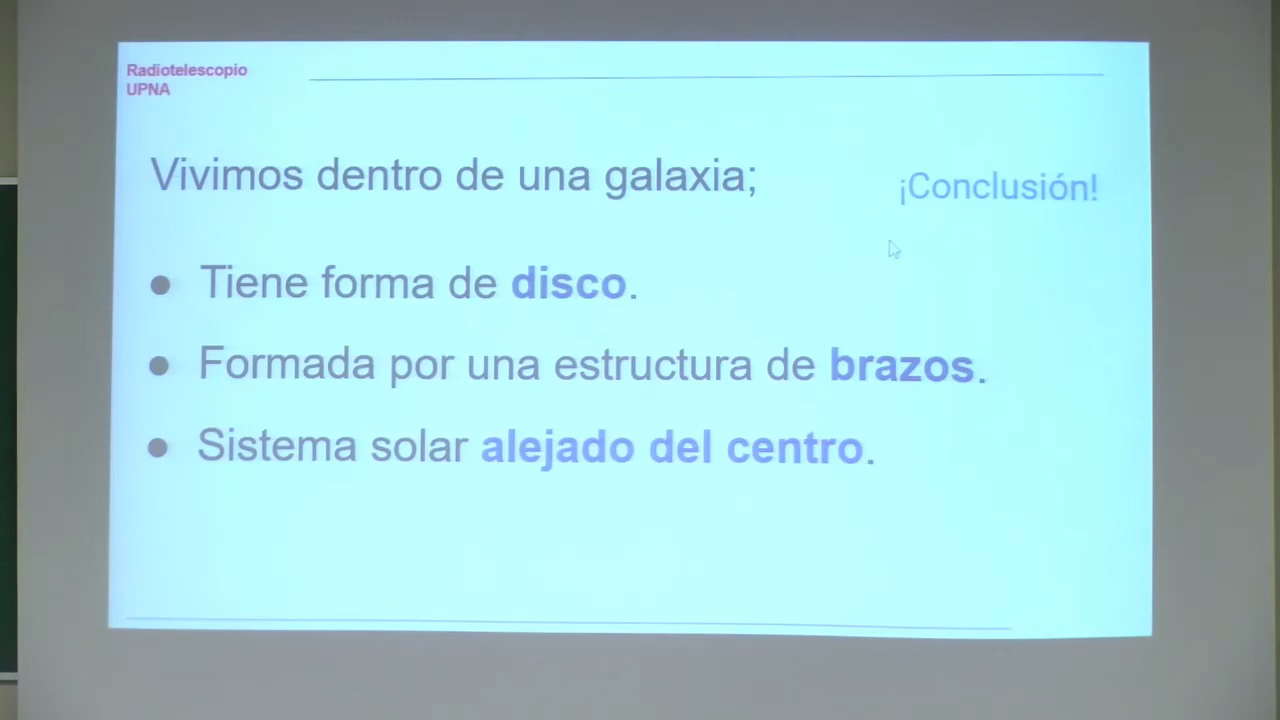 Radiotelescopio
UPNA
Vivimos dentro de una galaxia;
¡Conclusión!
● Tiene forma de disco.
● Formada por una estructura de brazos.
● Sistema solar alejado del centro.